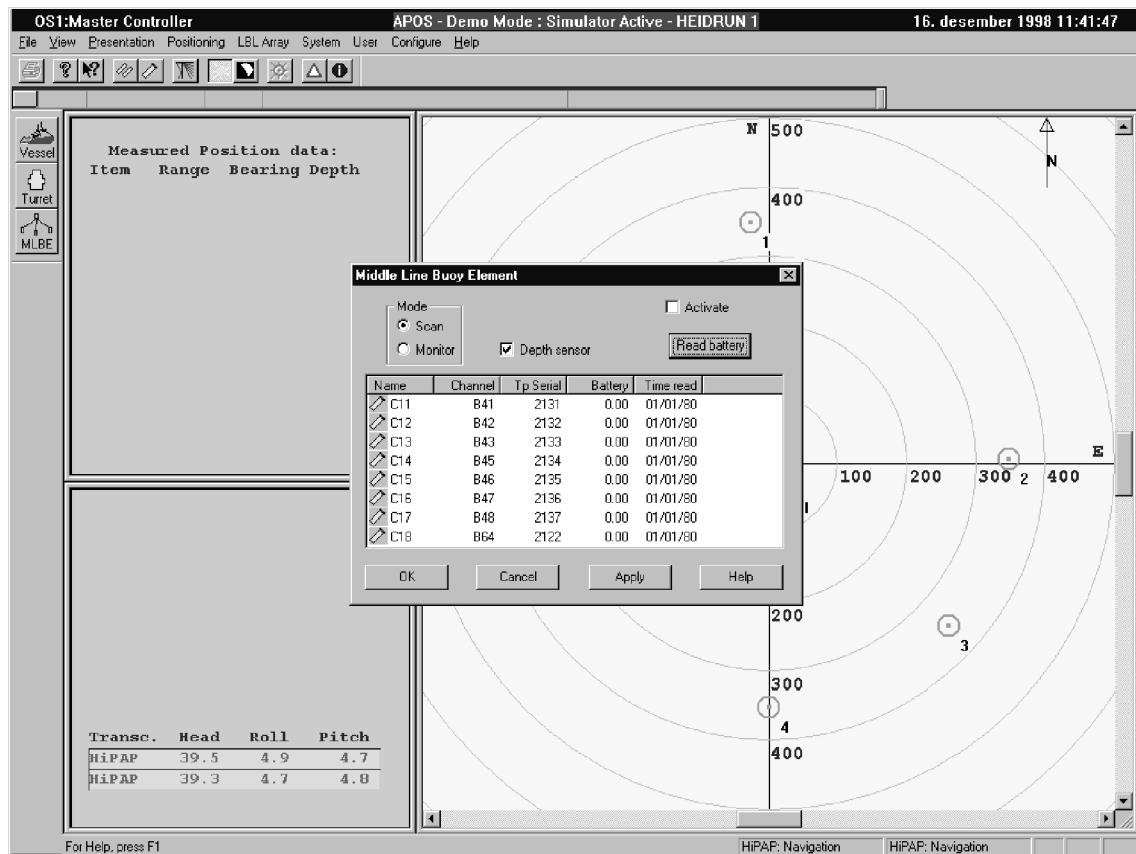 OS1:Master Controller APOS - Demo Mode : Simulator Active - HEIDRUN 1 16. desember 1998 11:41:47
File View Presentation Positioning LBL Array System User Configure Help
Vessel
Turret
MLBE
Measured Position data:
Item Range Bearing Depth
Transc. Head Roll Pitch
HiPAP 39.5 4.9 4.7
HiPAP 39.3 4.7 4.8
N 500
N
400
1
E
100 200 300 2 400
200
3
300
4
400
Middle Line Buoy Element
Mode
Activate
Scan
Monitor Depth sensor Read battery
Name Channel Tp Serial Battery Time read
C11 B41 2131 0.00 01/01/80
C12 B42 2132 0.00 01/01/80
C13 B43 2133 0.00 01/01/80
C14 B45 2134 0.00 01/01/80
C15 B46 2135 0.00 01/01/80
C16 B47 2136 0.00 01/01/80
C17 B48 2137 0.00 01/01/80
C18 B64 2122 0.00 01/01/80
OK Cancel Apply Help
For Help, press F1 HiPAP: Navigation HiPAP: Navigation